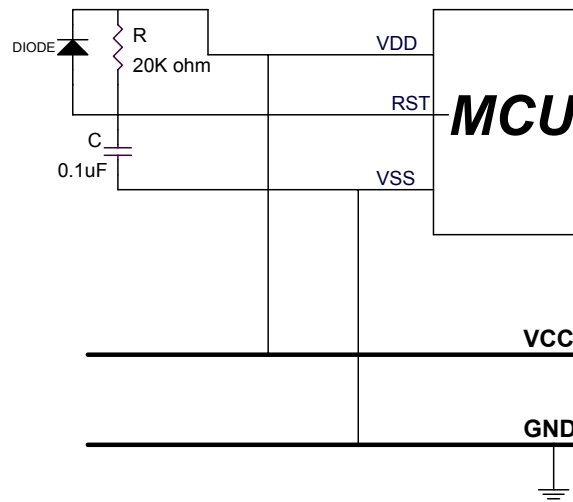 DIODE
R
20K ohm
C
0.1uF
VDD
RST
VSS
MCU
VCC
GND